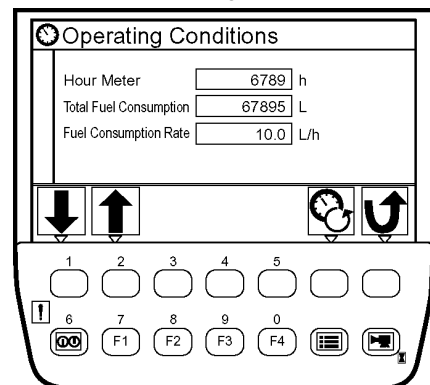 Operating Conditions
Hour Meter 6789 h
Total Fuel Consumption 67895 L
Fuel Consumption Rate 10.0 L/h
1 2 3 4 5
6 7 8 9 0
! F1 F2 F3 F4